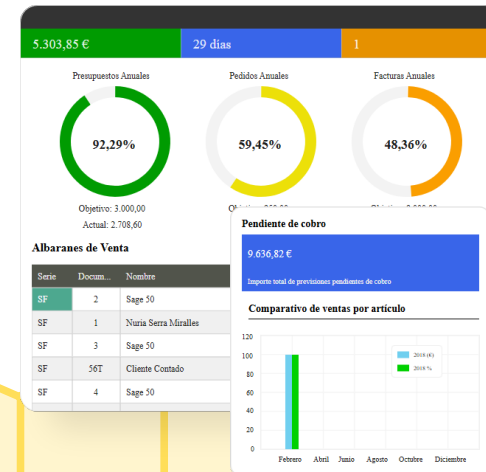 5.303,85 €
29 dias
1
Presupuestos Anuales
Pedidos Anuales
Facturas Anuales
92,29%
59,45%
48,36%
Objetivo: 3.000,00
Actual: 2.708,60
Albaranes de Venta
Serie Docum... Nombre
SF 2 Sage 50
SF 1 Nuria Serra Miralles
SF 3 Sage 50
SF 56T Cliente Contado
SF 4 Sage 50
Pendiente de cobro
9.636,82 €
Importe total de previsiones pendientes de cobro
Comparativo de ventas por artículo
120
100
80
60
40
20
0
2018 (€)
2018 %
Febrero Abril Junio Agosto Octubre Diciembre